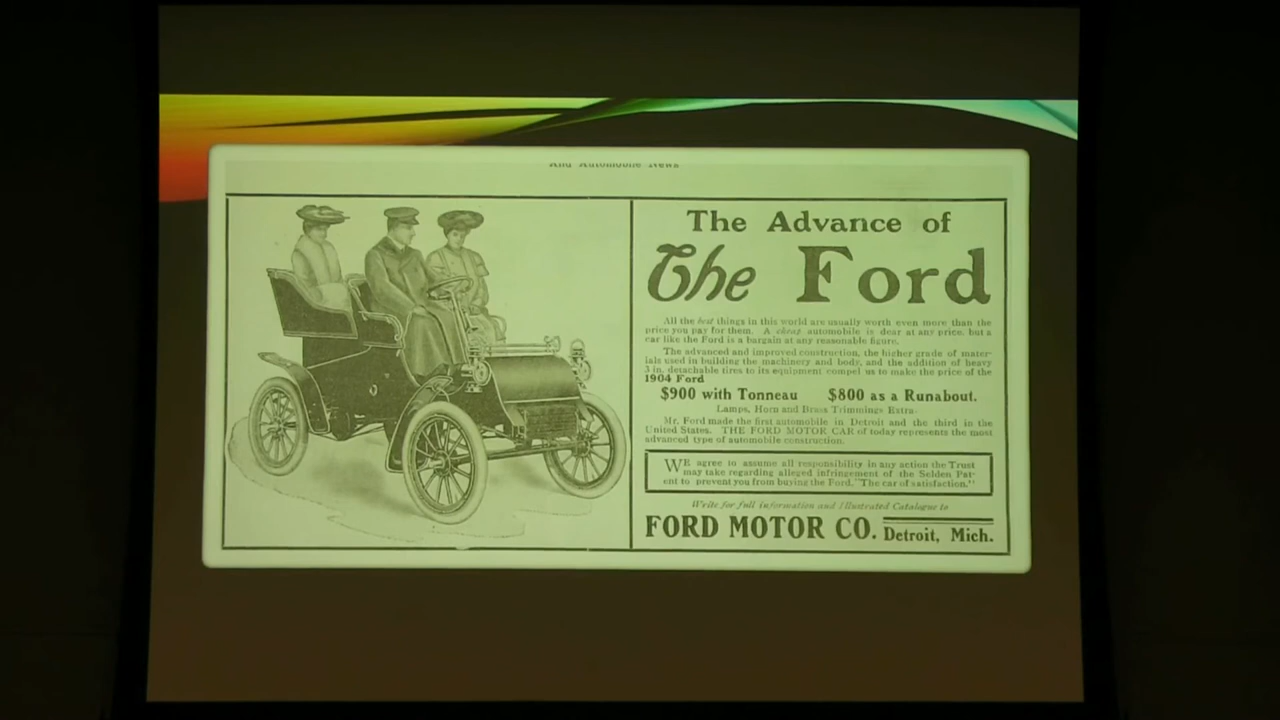 And Automobile News
The Advance of
The Ford
All the best things in this world are usually worth even more than the
price you pay for them. A cheap automobile is dear at any price, but a
car like the Ford is a bargain at any reasonable figure.
The advanced and improved construction, the higher grade of mater-
ials used in building the machinery and body, and the addition of heavy
3 in. detachable tires to its equipment compel us to make the price of the
1904 Ford
$900 with Tonneau $800 as a Runabout.
Lamps, Horn and Brass Trimmings Extra.
Mr. Ford made the first automobile in Detroit and the third in the
United States. THE FORD MOTOR CAR of today represents the most
advanced type of automobile construction.
WE agree to assume all responsibility in any action the Trust
may take regarding alleged infringement of the Selden Pat-
ent to prevent you from buying the Ford. "The car of satisfaction."
Write for full information and Illustrated Catalogue to
FORD MOTOR CO. Detroit, Mich.